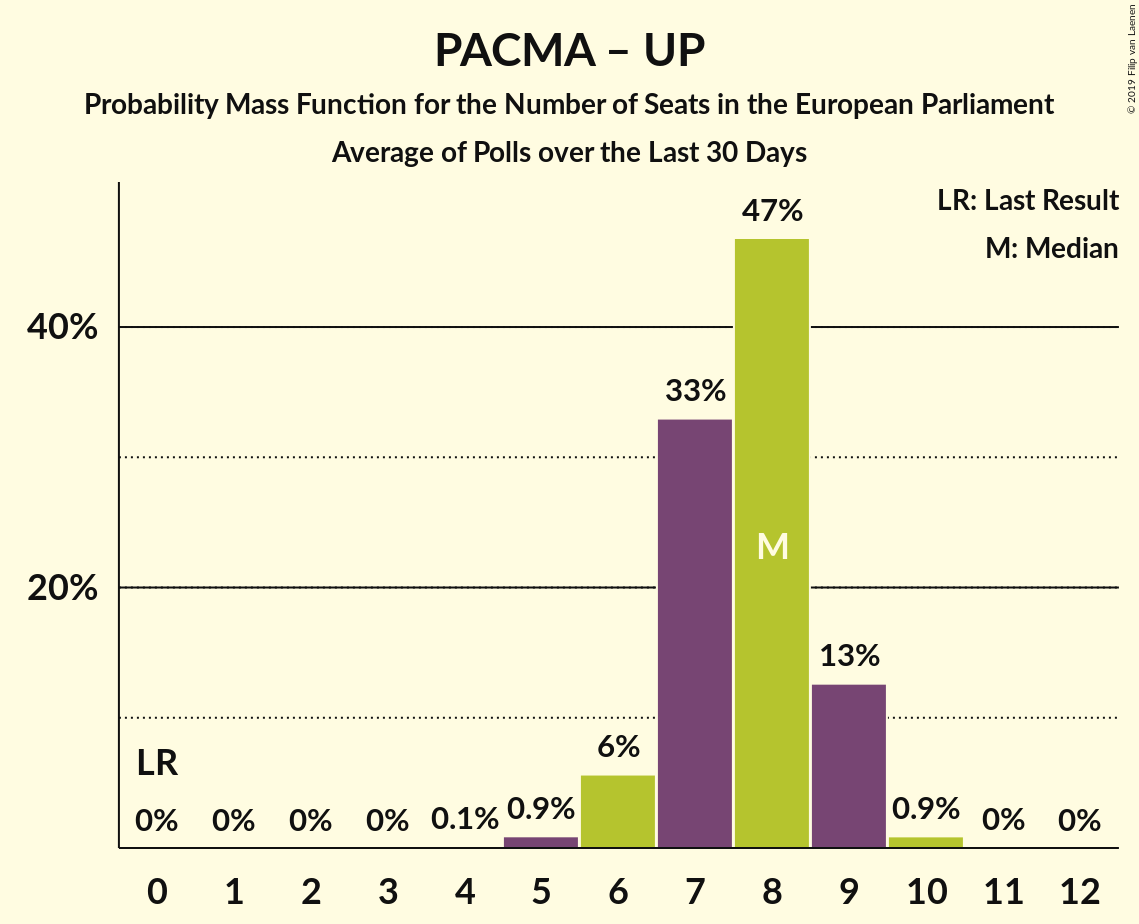 PACMA – UP
Probability Mass Function for the Number of Seats in the European Parliament
Average of Polls over the Last 30 Days
© 2019 Filip van Laenen
LR: Last Result
M: Median
47%
40%
33%
M
20%
13%
6%
LR
0% 0% 0% 0% 0.1% 0.9% 0.9% 0% 0%
0 1 2 3 4 5 6 7 8 9 10 11 12